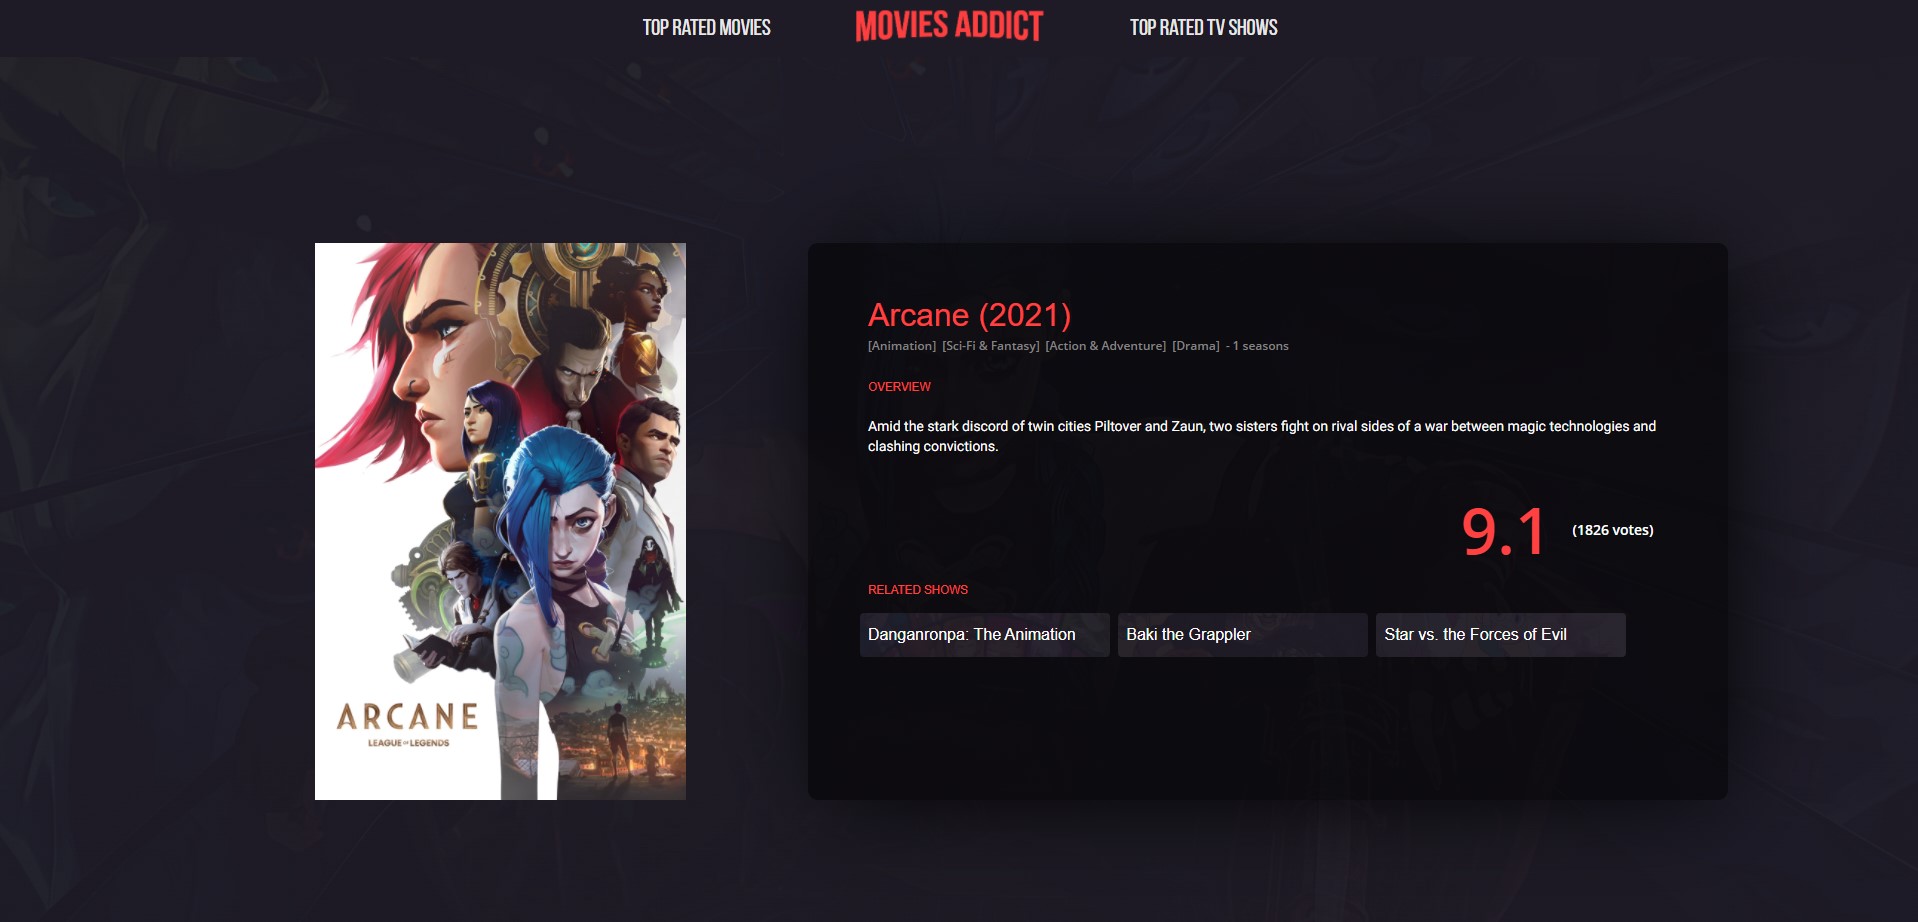 TOP RATED MOVIES
MOVIES ADDICT
TOP RATED TV SHOWS
ARCANE
LEAGUE OF LEGENDS
Arcane (2021)
[Animation] [Sci-Fi & Fantasy] [Action & Adventure] [Drama] - 1 seasons
OVERVIEW
Amid the stark discord of twin cities Piltover and Zaun, two sisters fight on rival sides of a war between magic technologies and
clashing convictions.
9.1 (1826 votes)
RELATED SHOWS
Danganronpa: The Animation
Baki the Grappler
Star vs. the Forces of Evil